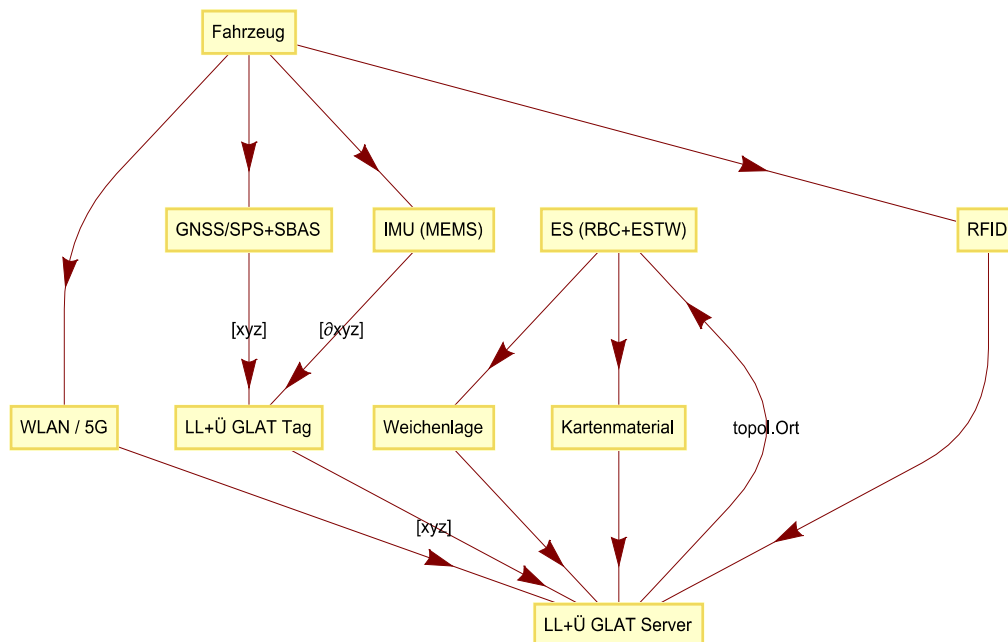 Fahrzeug
GNSS/SPS+SBAS
IMU (MEMS)
ES (RBC+ESTW)
RFID
[xyz]
[∂xyz]
WLAN / 5G
LL+Ü GLAT Tag
Weichenlage
Kartenmaterial
topol.Ort
[xyz]
LL+Ü GLAT Server